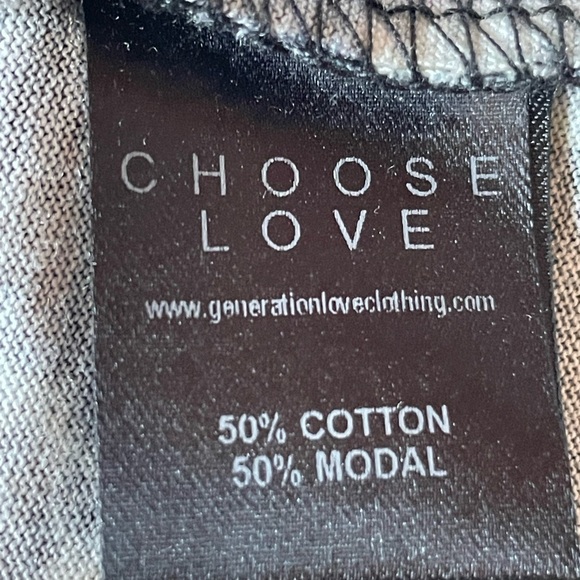 CHOOSE
LOVE
www.generationloveclothing.com
50% COTTON
50% MODAL